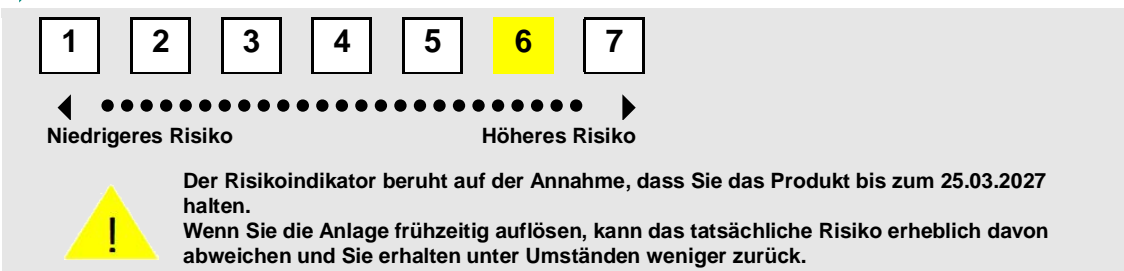 1 2 3 4 5 6 7
Niedrigeres Risiko Höheres Risiko
Der Risikoindikator beruht auf der Annahme, dass Sie das Produkt bis zum 25.03.2027
halten.
! Wenn Sie die Anlage frühzeitig auflösen, kann das tatsächliche Risiko erheblich davon
abweichen und Sie erhalten unter Umständen weniger zurück.